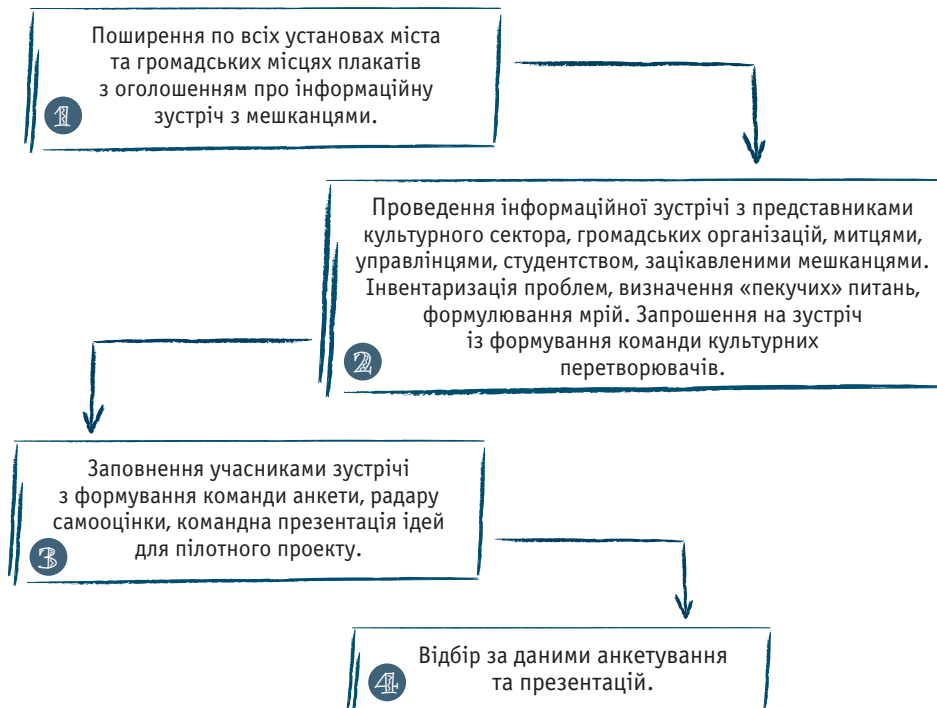 Поширення по всіх установах міста
та громадських місцях плакатів
з оголошенням про інформаційну
зустріч з мешканцями.
1
Проведення інформаційної зустрічі з представниками
культурного сектора, громадських організацій, митцями,
управлінцями, студентством, зацікавленими мешканцями.
Інвентаризація проблем, визначення «пекучих» питань,
формулювання мрій. Запрошення на зустріч
із формування команди культурних
перетворювачів.
2
Заповнення учасниками зустрічі
з формування команди анкети, радару
самооцінки, командна презентація ідей
для пілотного проекту.
3
Відбір за даними анкетування
та презентацій.
4